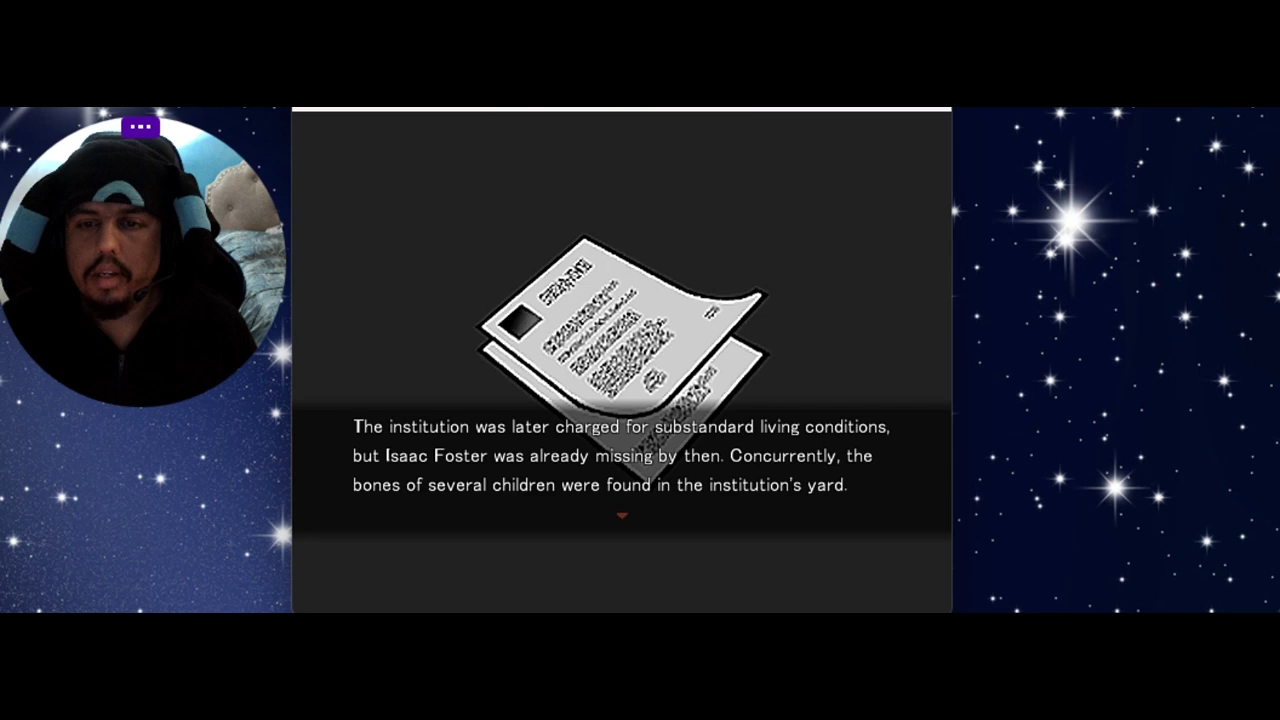 The institution was later charged for substandard living conditions,
but Isaac Foster was already missing by then. Concurrently, the
bones of several children were found in the institution's yard.